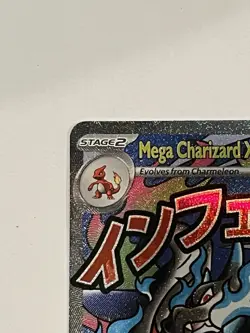 STAGE2
Mega Charizard X
Evolves from Charmeleon
インフェ